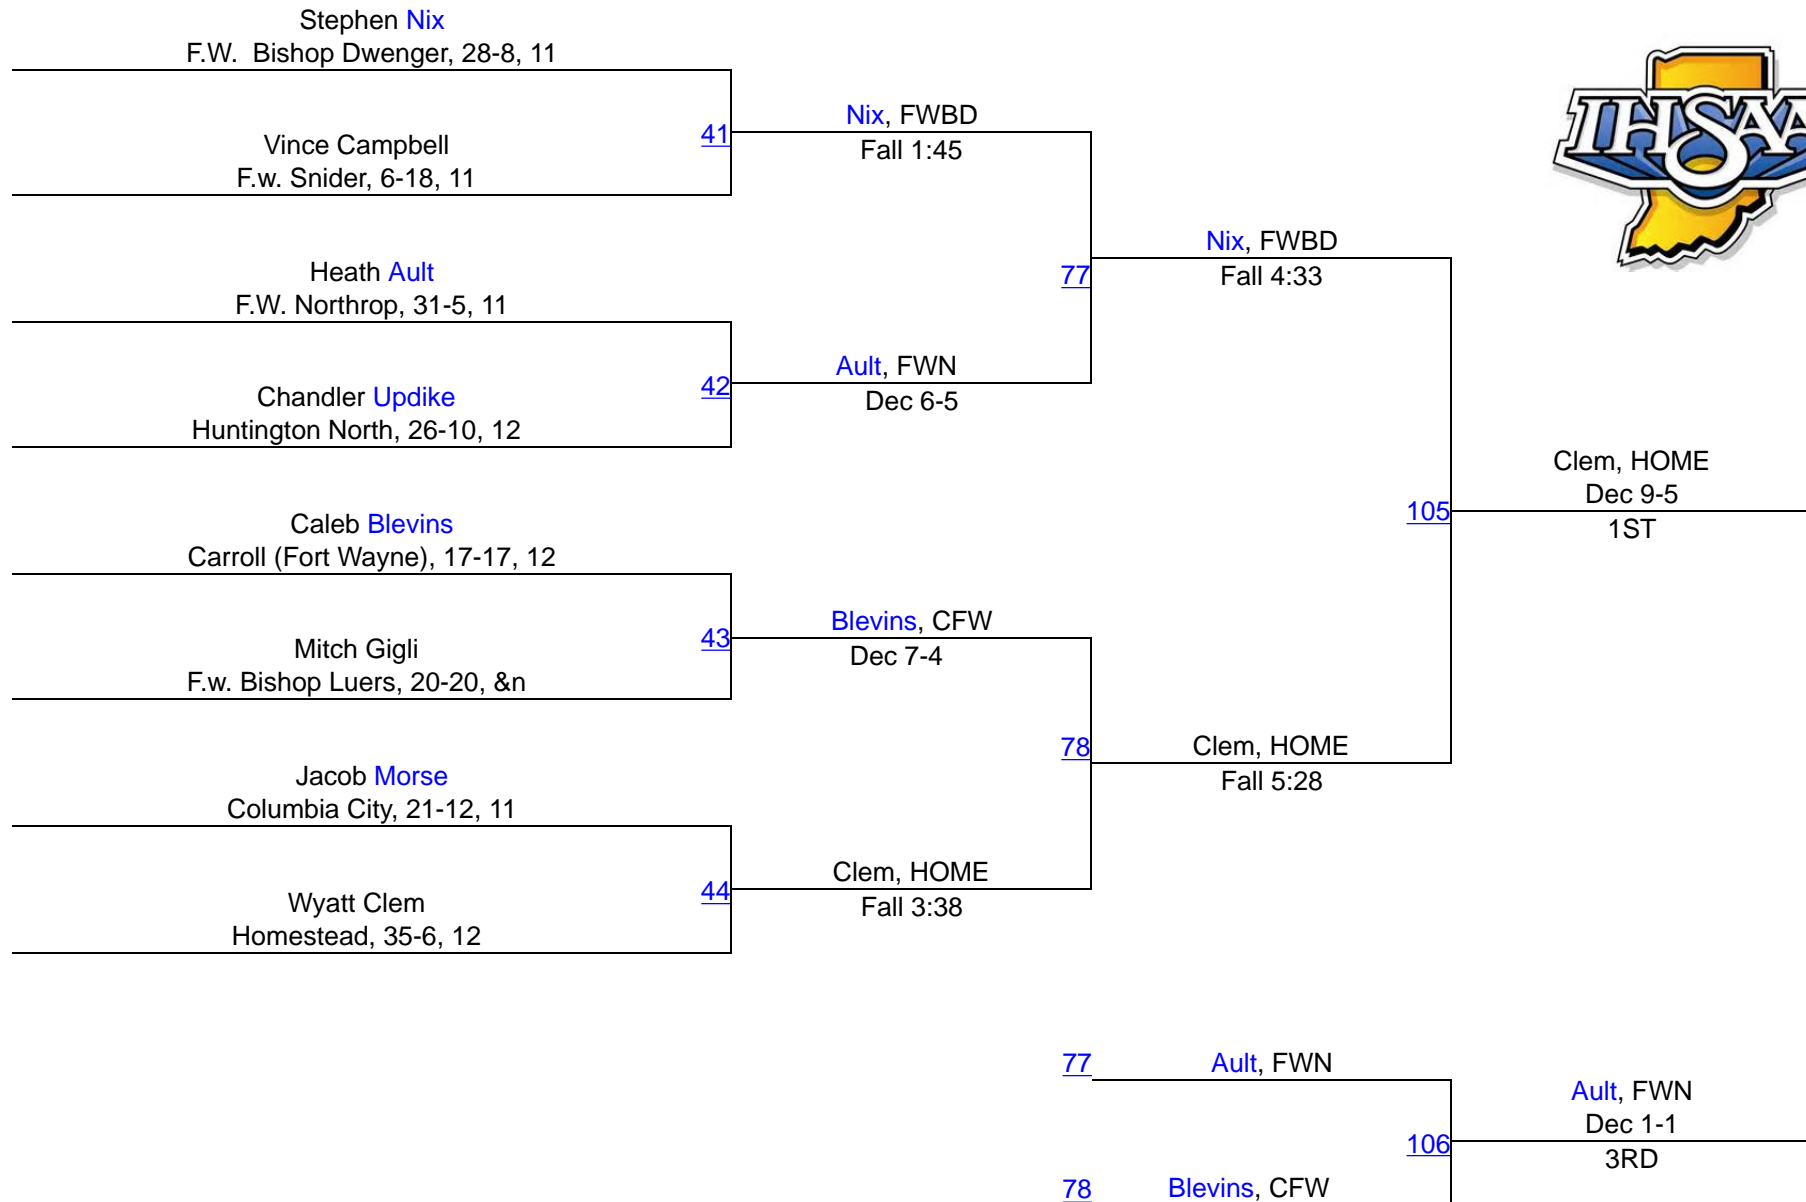 Stephen Nix
F.W. Bishop Dwenger, 28-8, 11
Vince Campbell
F.w. Snider, 6-18, 11
41
Nix, FWBD
Fall 1:45
Heath Ault
F.W. Northrop, 31-5, 11
Chandler Updike
Huntington North, 26-10, 12
42
Ault, FWN
Dec 6-5
77
Nix, FWBD
Fall 4:33
Caleb Blevins
Carroll (Fort Wayne), 17-17, 12
Mitch Gigli
F.w. Bishop Luers, 20-20, &n
43
Blevins, CFW
Dec 7-4
Jacob Morse
Columbia City, 21-12, 11
Wyatt Clem
Homestead, 35-6, 12
44
Clem, HOME
Fall 3:38
78
Clem, HOME
Fall 5:28
105
Clem, HOME
Dec 9-5
1ST
IHSAA
77
Ault, FWN
78
Blevins, CFW
106
Ault, FWN
Dec 1-1
3RD